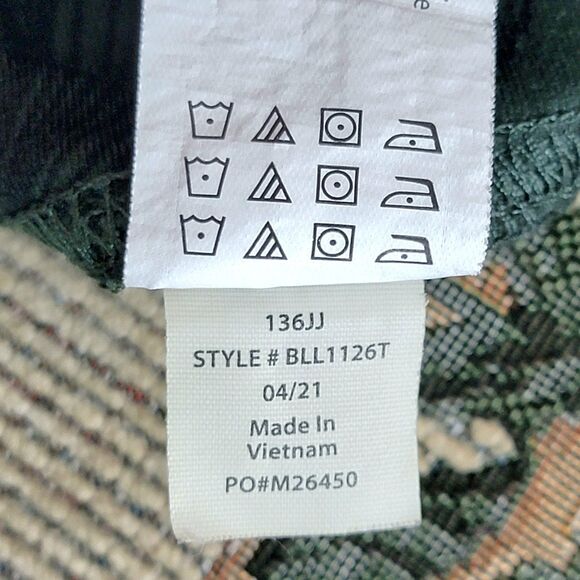 136JJ
STYLE # BLL1126T
04/21
Made In
Vietnam
PO#M26450